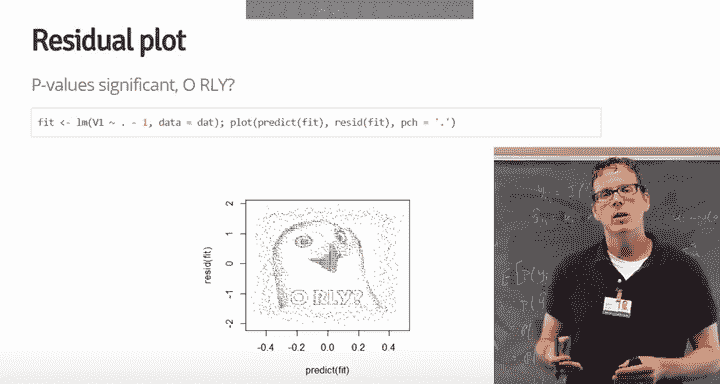 Residual plot
P-values significant, O RLY?
fit <- lm(V1 ~ . - 1, data = dat); plot(predict(fit), resid(fit), pch = '.')
resid(fit)
2
1
0
-1
-2
O RLY?
-0.4 -0.2 0.0 0.2 0.4
predict(fit)